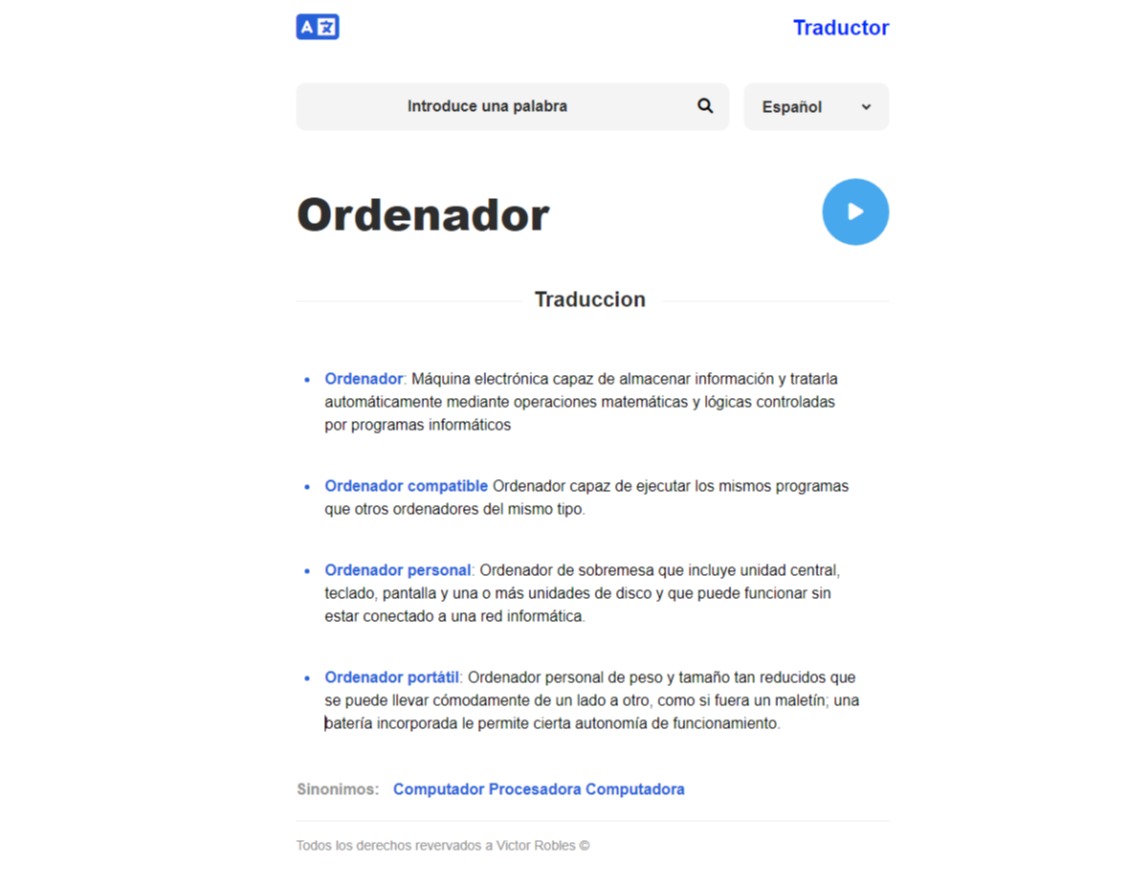 A 文
Traductor
Introduce una palabra
Español
Ordenador
Traduccion
Ordenador: Máquina electrónica capaz de almacenar información y tratarla
automáticamente mediante operaciones matemáticas y lógicas controladas
por programas informáticos
Ordenador compatible Ordenador capaz de ejecutar los mismos programas
que otros ordenadores del mismo tipo.
Ordenador personal: Ordenador de sobremesa que incluye unidad central,
teclado, pantalla y una o más unidades de disco y que puede funcionar sin
estar conectado a una red informática.
Ordenador portátil: Ordenador personal de peso y tamaño tan reducidos que
se puede llevar cómodamente de un lado a otro, como si fuera un maletín; una
batería incorporada le permite cierta autonomía de funcionamiento.
Sinonimos: Computador Procesadora Computadora
Todos los derechos revervados a Victor Robles ©